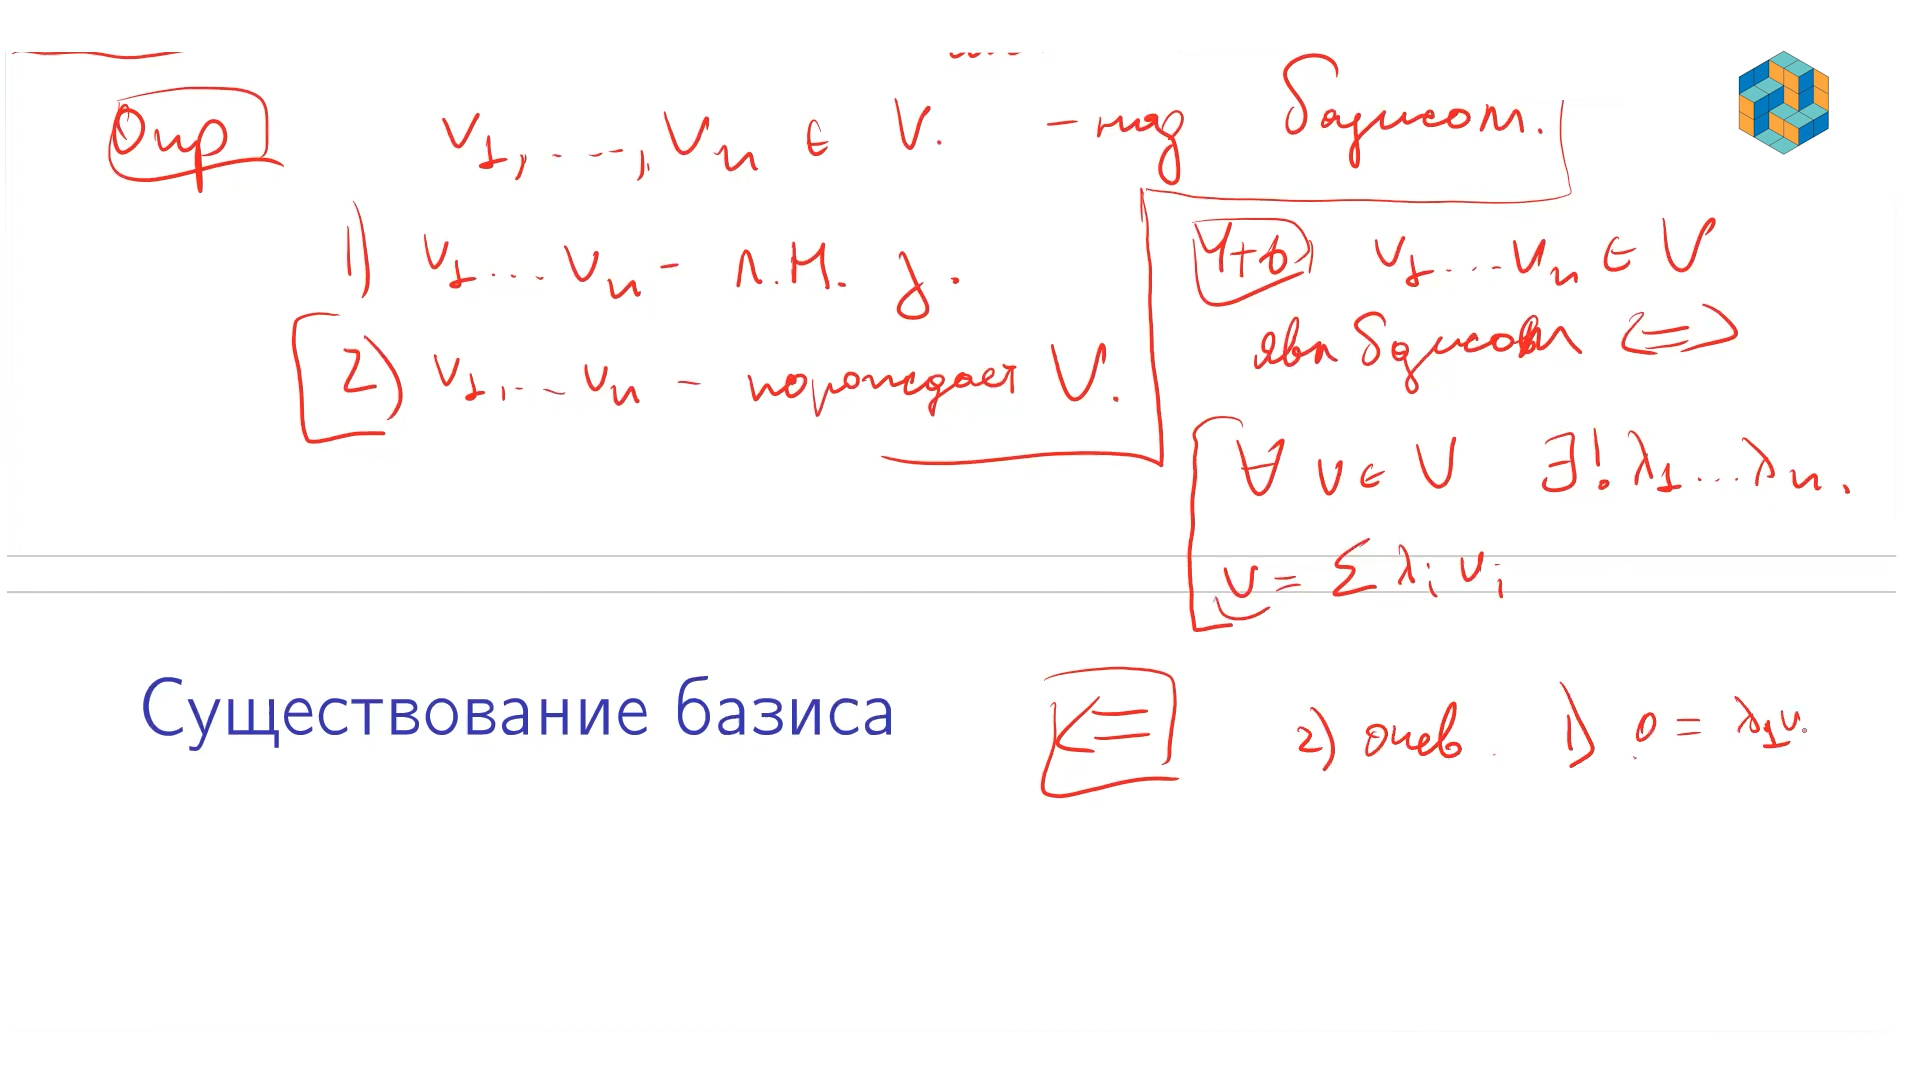 Опр v₁, ..., vₙ ∈ V. – наз базисом.
1) v₁ ... vₙ – л.н.з.
2) v₁, ... vₙ – порождает V.
Утв v₁ ... vₙ ∈ V
явл базисом <=>
∀ v ∈ V ∃! λ₁ ... λₙ.
v = Σ λᵢ vᵢ
Существование базиса
<= 2) очев. 1) 0 = λ₁v.